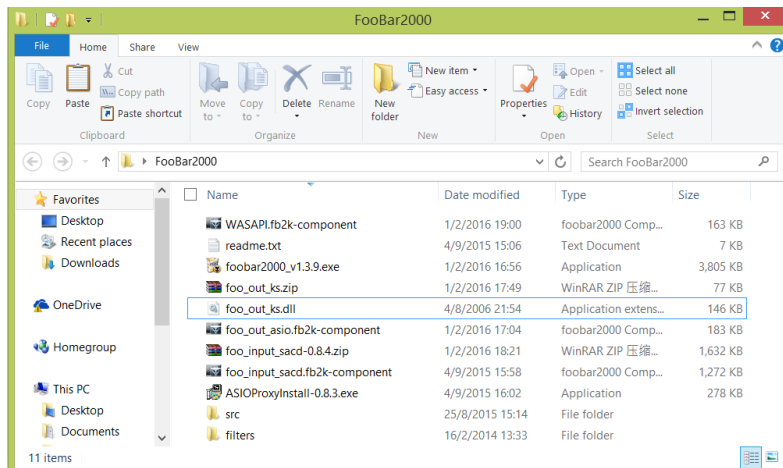 FooBar2000
File Home Share View
Copy
Paste
Cut
Copy path
Paste shortcut
Clipboard
Move to
Copy to
Delete
Rename
Organize
New folder
New item
Easy access
New
Properties
Open
Edit
History
Open
Select all
Select none
Invert selection
Select
FooBar2000
Search FooBar2000
Favorites
Desktop
Recent places
Downloads
OneDrive
Homegroup
This PC
Desktop
Documents
Name Date modified Type Size
WASAPI.fb2k-component 1/2/2016 19:00 foobar2000 Comp... 163 KB
readme.txt 4/9/2015 15:06 Text Document 7 KB
foobar2000_v1.3.9.exe 1/2/2016 16:56 Application 3,805 KB
foo_out_ks.zip 1/2/2016 17:49 WinRAR ZIP 压缩... 77 KB
foo_out_ks.dll 4/8/2006 21:54 Application extens... 146 KB
foo_out_asio.fb2k-component 1/2/2016 17:04 foobar2000 Comp... 183 KB
foo_input_sacd-0.8.4.zip 1/2/2016 18:21 WinRAR ZIP 压缩... 1,632 KB
foo_input_sacd.fb2k-component 4/9/2015 15:58 foobar2000 Comp... 1,272 KB
ASIOProxyInstall-0.8.3.exe 4/9/2015 16:02 Application 278 KB
src 25/8/2015 15:14 File folder
filters 16/2/2014 13:33 File folder
11 items